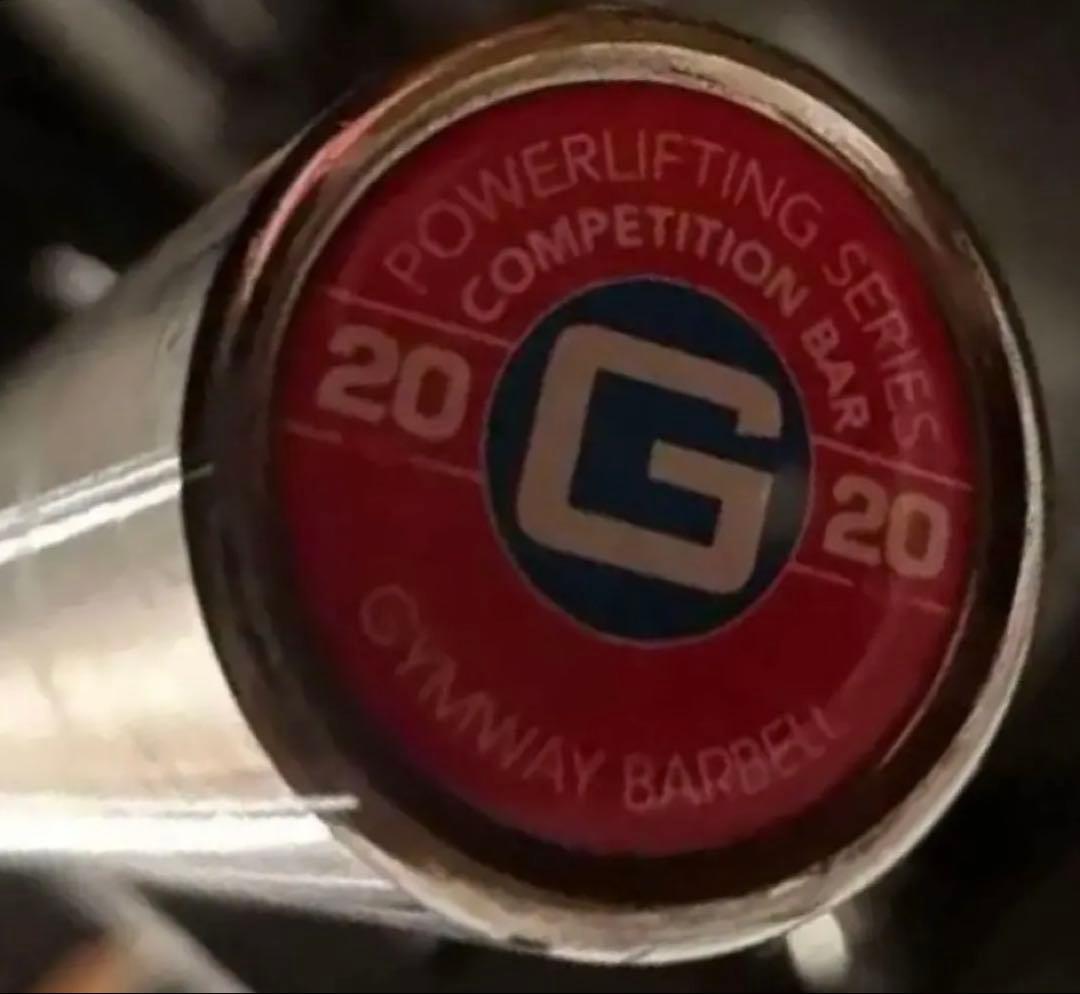 POWERLIFTING SERIES
COMPETITION BAR
20
G
20
GYMWAY BARBELL